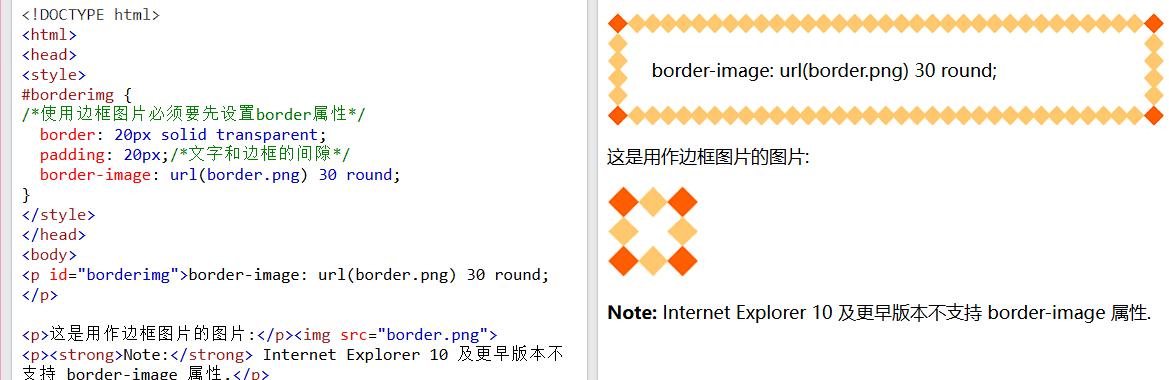 <!DOCTYPE html>
<html>
<head>
<style>
#borderimg {
/*使用边框图片必须要先设置border属性*/
  border: 20px solid transparent;
  padding: 20px;/*文字和边框的间隙*/
  border-image: url(border.png) 30 round;
}
</style>
</head>
<body>
<p id="borderimg">border-image: url(border.png) 30 round;
</p>
<p>这是用作边框图片的图片:</p><img src="border.png">
<p><strong>Note:</strong> Internet Explorer 10 及更早版本不
支持 border-image 属性.</p>
border-image: url(border.png) 30 round;
这是用作边框图片的图片:
Note: Internet Explorer 10 及更早版本不支持 border-image 属性.